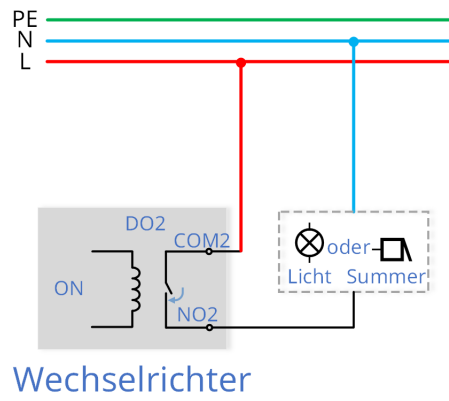 PE
N
L
DO2
COM2
ON
NO2
oder
Licht Summer
Wechselrichter